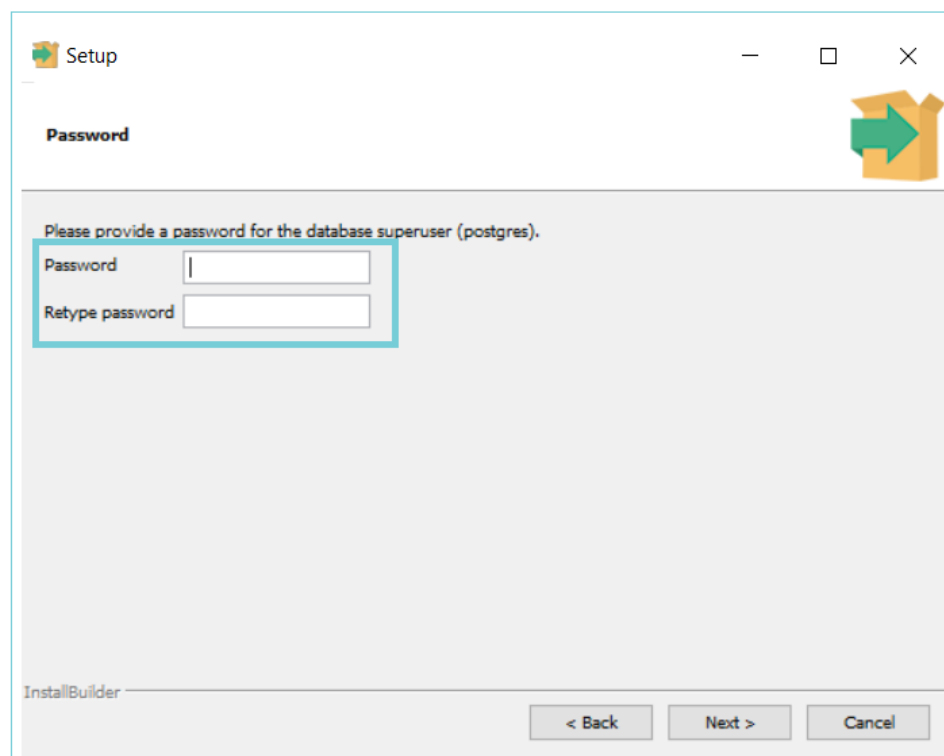 Setup
Password
Please provide a password for the database superuser (postgres).
Password
Retype password
InstallBuilder
< Back Next > Cancel